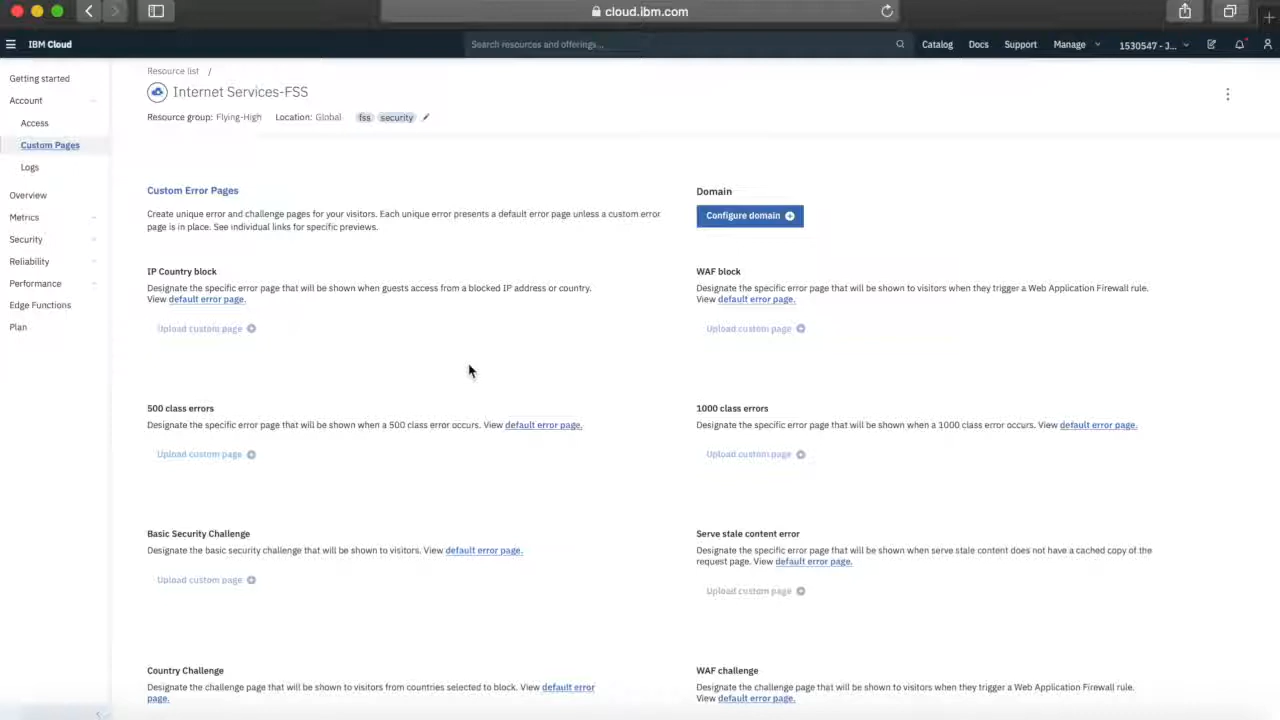 cloud.ibm.com
IBM Cloud
Search resources and offerings...
Catalog
Docs
Support
Manage
1530547 - J...
Getting started
Account
Access
Custom Pages
Logs
Overview
Metrics
Security
Reliability
Performance
Edge Functions
Plan
Resource list /
Internet Services-FSS
Resource group: Flying-High Location: Global fss security
Custom Error Pages
Create unique error and challenge pages for your visitors. Each unique error presents a default error page unless a custom error
page is in place. See individual links for specific previews.
Domain
Configure domain
IP Country block
Designate the specific error page that will be shown when guests access from a blocked IP address or country.
View default error page.
Upload custom page
WAF block
Designate the specific error page that will be shown to visitors when they trigger a Web Application Firewall rule.
View default error page.
Upload custom page
500 class errors
Designate the specific error page that will be shown when a 500 class error occurs. View default error page.
Upload custom page
1000 class errors
Designate the specific error page that will be shown when a 1000 class error occurs. View default error page.
Upload custom page
Basic Security Challenge
Designate the basic security challenge that will be shown to visitors. View default error page.
Upload custom page
Serve stale content error
Designate the specific error page that will be shown when serve stale content does not have a cached copy of the
request page. View default error page.
Upload custom page
Country Challenge
Designate the challenge page that will be shown to visitors from countries selected to block. View default error
page.
WAF challenge
Designate the challenge page that will be shown to visitors when they trigger a Web Application Firewall rule.
View default error page.